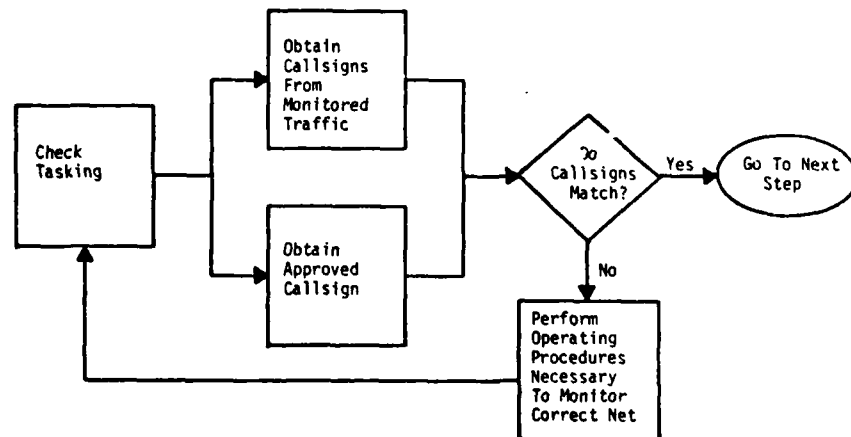 Obtain
Callsigns
From
Monitored
Traffic
Check
Tasking
Do
Callsigns
Match?
Yes
Go To Next
Step
Obtain
Approved
Callsign
No
Perform
Operating
Procedures
Necessary
To Monitor
Correct Net